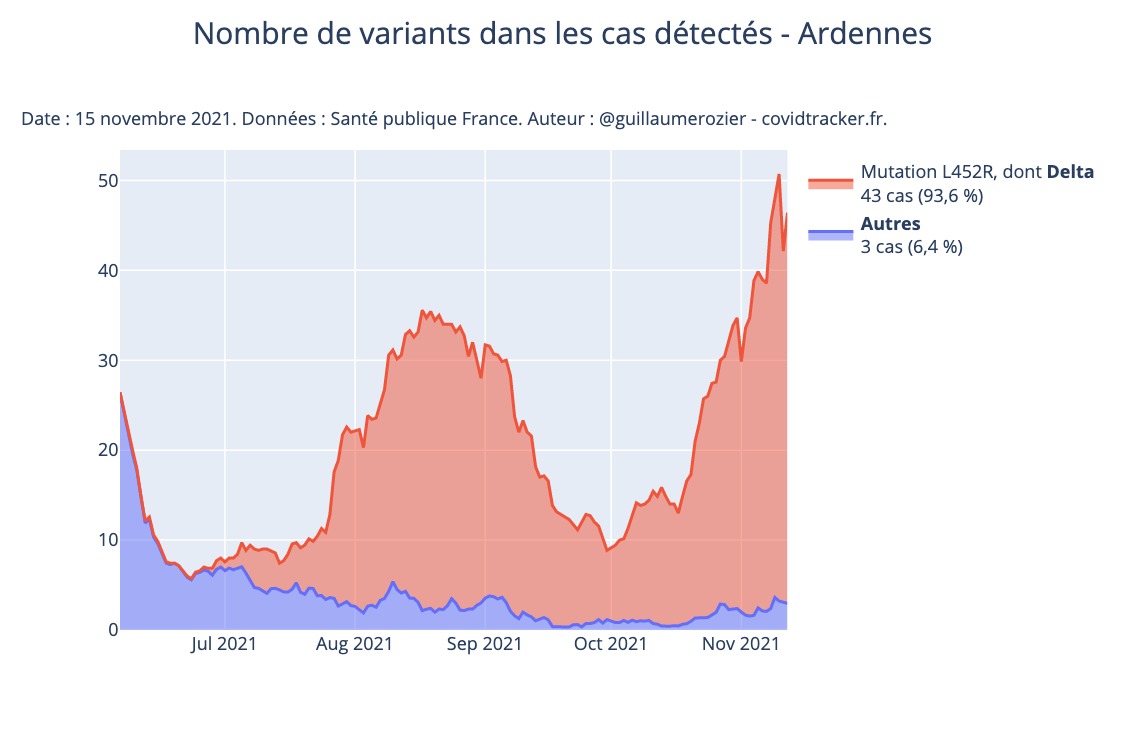 Nombre de variants dans les cas détectés - Ardennes
Date : 15 novembre 2021. Données : Santé publique France. Auteur : @guillaumerozier - covidtracker.fr.
Mutation L452R, dont Delta
43 cas (93,6 %)
Autres
3 cas (6,4 %)
50
40
30
20
10
0
Jul 2021
Aug 2021
Sep 2021
Oct 2021
Nov 2021